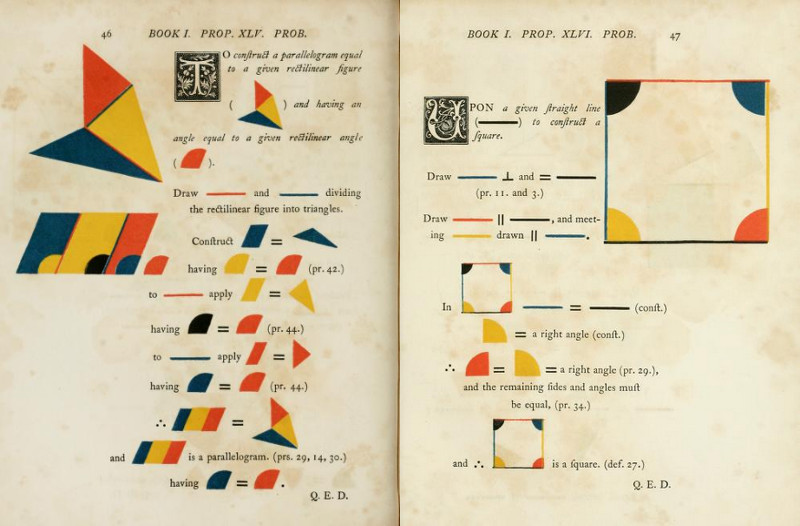 46 BOOK I. PROP. XLV. PROB.
TO conſtruct a parallelogram equal
to a given rectilinear figure
( ) and having an
angle equal to a given rectilinear angle
( ).
Draw and dividing
the rectilinear figure into triangles.
Conſtruct =
having = (pr. 42.)
to apply =
having = (pr. 44.)
to apply =
having = (pr. 44.)
∴ =
and is a parallelogram. (prs. 29, 14, 30.)
having = .
Q. E. D.
BOOK I. PROP. XLVI. PROB. 47
UPON a given ſtraight line
( ) to conſtruct a
ſquare.
Draw ⊥ and =
(pr. 11. and 3.)
Draw || , and meet-
ing drawn || .
In = (conſt.)
= a right angle (conſt.)
∴ = = a right angle (pr. 29.),
and the remaining ſides and angles muſt
be equal, (pr. 34.)
and ∴ is a ſquare. (def. 27.)
Q. E. D.